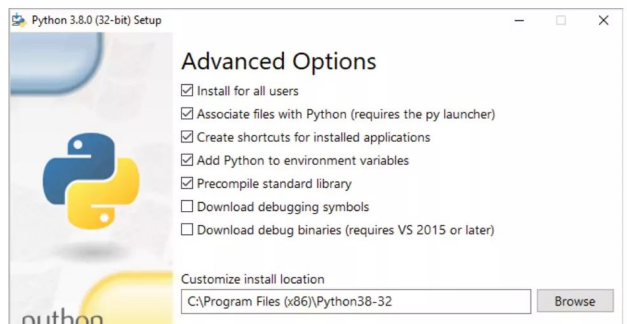 Python 3.8.0 (32-bit) Setup
Advanced Options
Install for all users
Associate files with Python (requires the py launcher)
Create shortcuts for installed applications
Add Python to environment variables
Precompile standard library
Download debugging symbols
Download debug binaries (requires VS 2015 or later)
Customize install location
C:\Program Files (x86)\Python38-32
Browse
python